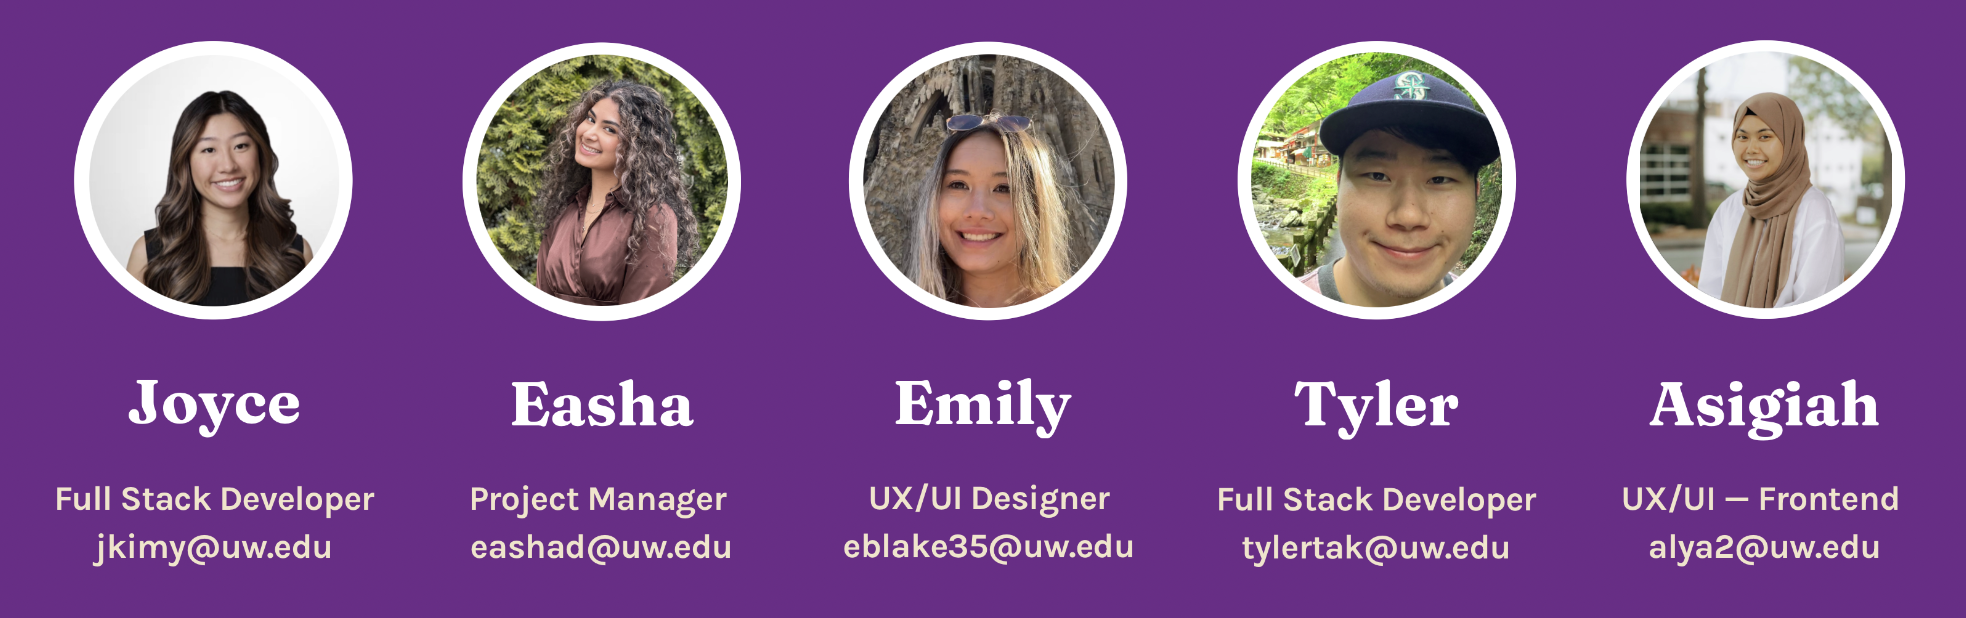 Joyce
Full Stack Developer
jkimy@uw.edu
Easha
Project Manager
eashad@uw.edu
Emily
UX/UI Designer
eblake35@uw.edu
Tyler
Full Stack Developer
tylertak@uw.edu
Asigiah
UX/UI — Frontend
alya2@uw.edu